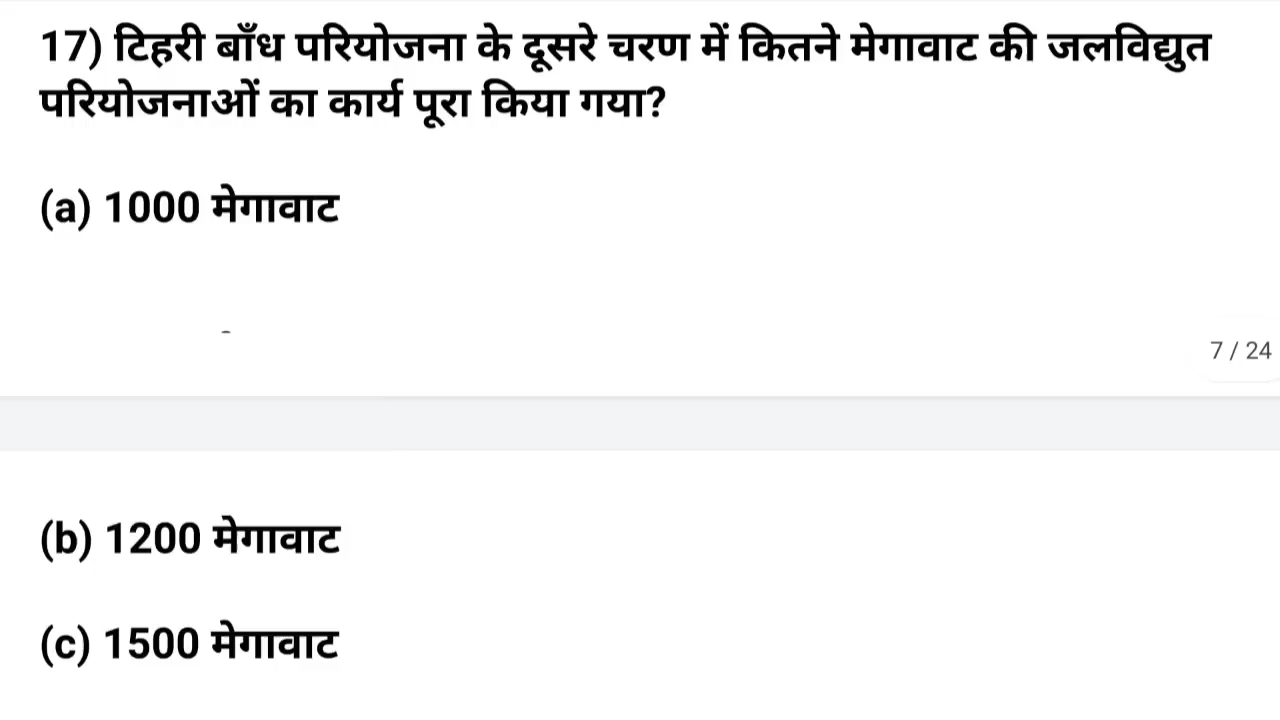 17) टिहरी बाँध परियोजना के दूसरे चरण में कितने मेगावाट की जलविद्युत
परियोजनाओं का कार्य पूरा किया गया?
(a) 1000 मेगावाट
7 / 24
(b) 1200 मेगावाट
(c) 1500 मेगावाट